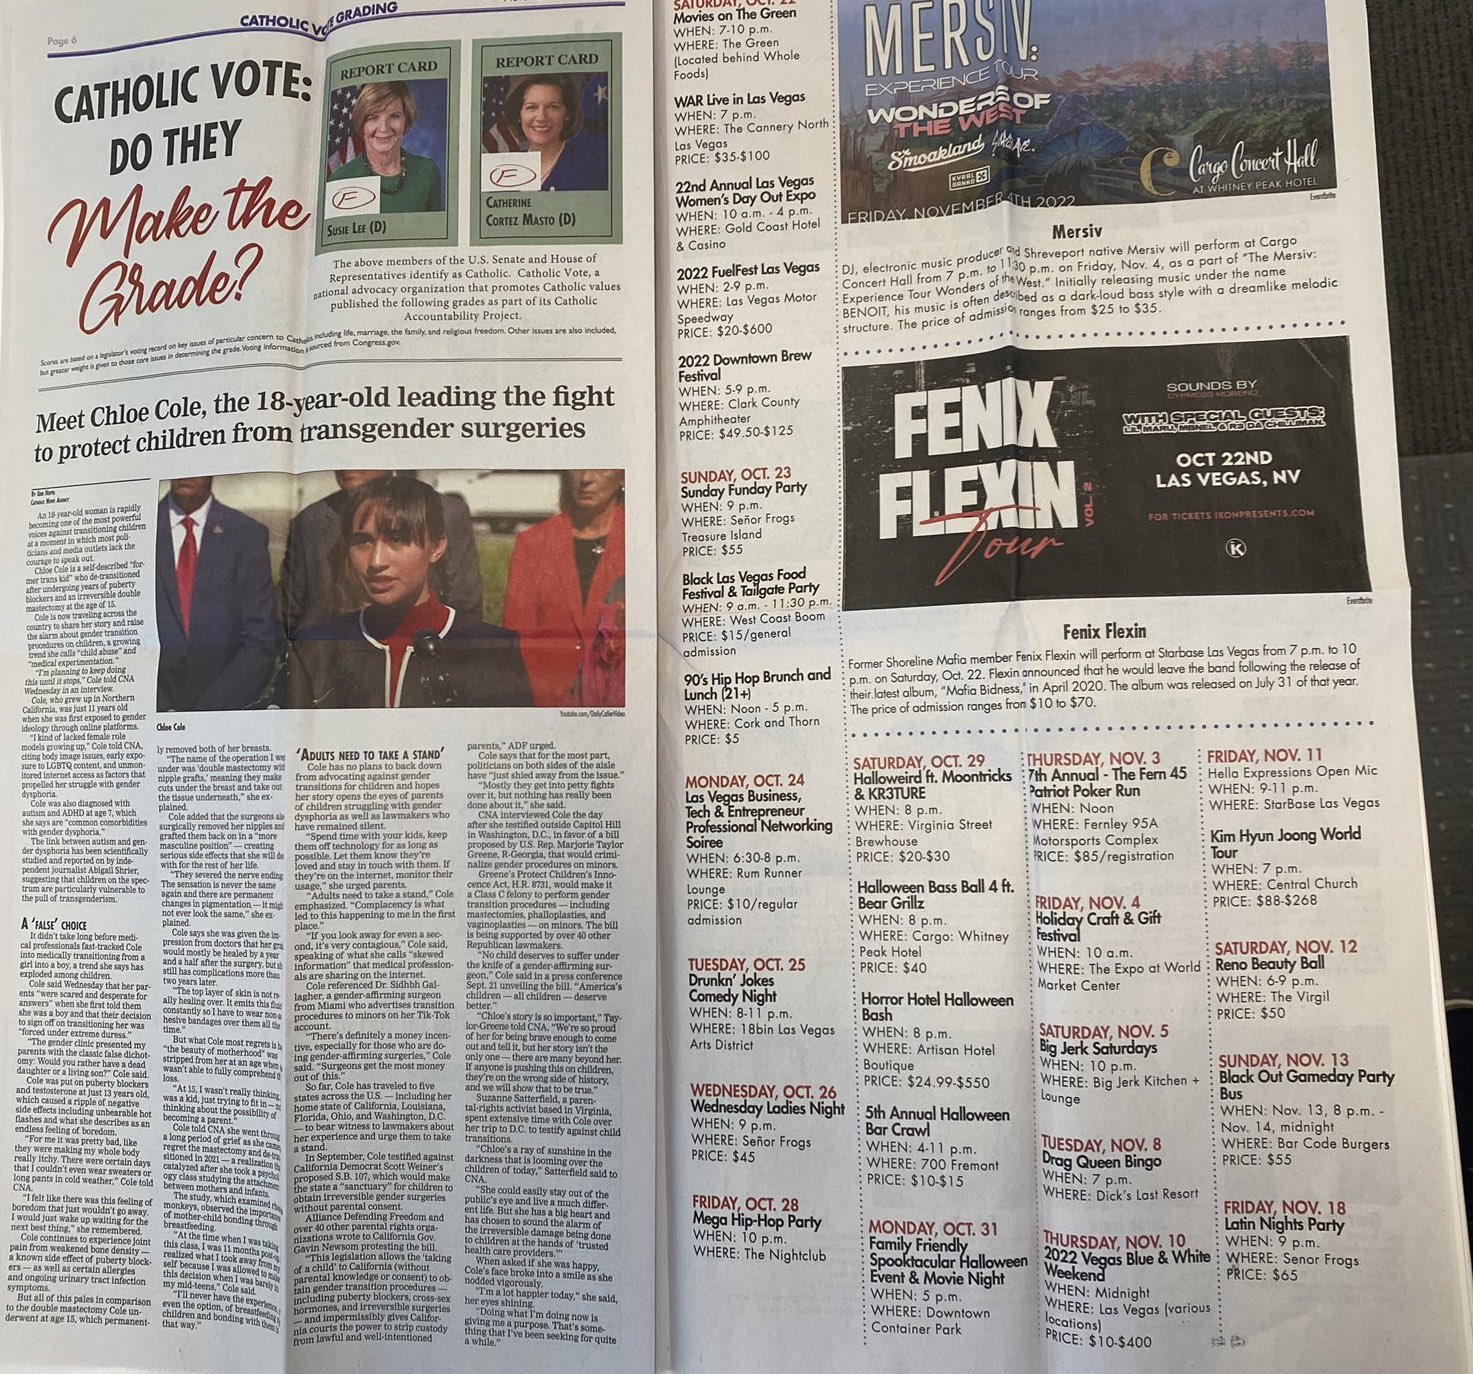 Page 6
CATHOLIC VOTE GRADING
CATHOLIC VOTE:
DO THEY
Make the
Grade?
REPORT CARD
F
SUSIE LEE (D)
REPORT CARD
F
CATHERINE
CORTEZ MASTO (D)
The above members of the U.S. Senate and House of
Representatives identify as Catholic. Catholic Vote, a
national advocacy organization that promotes Catholic values
published the following grades as part of its Catholic
Accountability Project.
Scores are based on a legislator's voting record on key issues of particular concern to Catholics including life, marriage, the family, and religious freedom. Other issues are also included,
but greater weight is given to those core issues in determining the grade. Voting information sourced from Congress.gov.
Meet Chloe Cole, the 18-year-old leading the fight
to protect children from transgender surgeries
CATHOLIC NEWS AGENCY
An 18-year-old woman is rapidly
becoming one of the most powerful
voices against transitioning children
at a moment in which most poli-
ticians and media outlets lack the
courage to speak out.
Chloe Cole is a self-described "for-
mer trans kid" who de-transitioned
after undergoing years of puberty
blockers and an irreversible double
mastectomy at the age of 15.
Cole is now traveling across the
country to share her story and raise
the alarm about gender transition
procedures on children, a growing
trend she calls "child abuse" and
"medical experimentation."
"I'm planning to keep doing
this until it stops," Cole told CNA
Wednesday in an interview.
Cole, who grew up in Northern
California, was just 11 years old
when she was first exposed to gender
ideology through online platforms.
"I kind of lacked female role
models growing up," Cole told CNA,
citing body image issues, early expo-
sure to LGBTQ content, and unmon-
itored internet access as factors that
propelled her struggle with gender
dysphoria.
Cole was also diagnosed with
autism and ADHD at age 7, which
she says are "common comorbidities
with gender dysphoria."
The link between autism and gen-
der dysphoria has been scientifically
studied and reported on by inde-
pendent journalist Abigail Shrier,
suggesting that children on the spec-
trum are particularly vulnerable to
the pull of transgenderism.
A 'FALSE' CHOICE
It didn't take long before medi-
cal professionals fast-tracked Cole
into medically transitioning from a
girl into a boy, a trend she says has
exploded among children.
Cole said Wednesday that her par-
ents "were scared and desperate for
answers" when she first told them
she was a boy and that their decision
to sign off on transitioning her was
"forced under extreme duress."
"The gender clinic presented my
parents with the classic false dichot-
omy: Would you rather have a dead
daughter or a living son?" Cole said.
Cole was put on puberty blockers
and testosterone at just 13 years old,
which caused a ripple of negative
side effects including unbearable hot
flashes and what she describes as an
endless feeling of boredom.
"For me it was pretty bad, like
they were making my whole body
really itchy. There were certain days
that I couldn't even wear sweaters or
long pants in cold weather," Cole told
CNA.
"I felt like there was this feeling of
boredom that just wouldn't go away.
I would just wake up waiting for the
next best thing," she remembered.
Cole continues to experience joint
pain from weakened bone density —
a known side effect of puberty block-
ers — as well as certain allergies
and ongoing urinary tract infection
symptoms.
But all of this pales in comparison
to the double mastectomy Cole un-
derwent at age 15, which permanent-
Youtube.com/DailyCallerVideo
Chloe Cole
ly removed both of her breasts.
"The name of the operation I was
under was 'double mastectomy with
nipple grafts,' meaning they make
cuts under the breast and take out
the tissue underneath," she ex-
plained.
Cole added that the surgeons also
surgically removed her nipples and
grafted them back on in a "more
masculine position" — creating
serious side effects that she will deal
with for the rest of her life.
"They severed the nerve ending
The sensation is never the same
again and there are permanent
changes in pigmentation — it might
not ever look the same," she ex-
plained.
Cole says she was given the im-
pression from doctors that her grafts
would mostly be healed by a year
and a half after the surgery, but she
still has complications more than
two years later.
"The top layer of skin is not re-
ally healing over. It emits this fluid
constantly so I have to wear non-
hesive bandages over them all the
time."
But what Cole most regrets is
"the beauty of motherhood" was
stripped from her at an age when she
wasn't able to fully comprehend the
loss.
"At 15, I wasn't really thinking,
was a kid, just trying to fit in —
thinking about the possibility of
becoming a parent."
Cole told CNA she went through
a long period of grief as she came
regret the mastectomy and de-tran-
sitioned in 2021 — a realization
catalyzed after she took a psychol-
ogy class studying the attachment
between mothers and infants.
The study, which examined
monkeys, observed the importance
of mother-child bonding through
breastfeeding.
"At the time when I was taking
this class, I was 11 months
realized what I took away from my-
self because I was allowed to make
this decision when I was barely in
my mid-teens," Cole said.
"I'll never have the experience,
even the option, of breastfeeding
children and bonding with them
that way."
'ADULTS NEED TO TAKE A STAND'
Cole has no plans to back down
from advocating against gender
transitions for children and hopes
her story opens the eyes of parents
of children struggling with gender
dysphoria as well as lawmakers who
have remained silent.
"Spend time with your kids, keep
them off technology for as long as
possible. Let them know they're
loved and stay in touch with them. If
they're on the internet, monitor their
usage," she urged parents.
"Adults need to take a stand," Cole
emphasized. "Complacency is what
led to this happening to me in the first
place."
"If you look away for even a sec-
ond, it's very contagious," Cole said,
speaking of what she calls "skewed
information" that medical profession-
als are sharing on the internet.
Cole referenced Dr. Sidhbh Gal-
lagher, a gender-affirming surgeon
from Miami who advertises transition
procedures to minors on her Tik-Tok
account.
"There's definitely a money incen-
tive, especially for those who are do-
ing gender-affirming surgeries," Cole
said. "Surgeons get the most money
out of this."
So far, Cole has traveled to five
states across the U.S. — including her
home state of California, Louisiana,
Florida, Ohio, and Washington, D.C.
— to bear witness to lawmakers about
her experience and urge them to take
a stand.
In September, Cole testified against
California Democrat Scott Weiner's
proposed S.B. 107, which would make
the state a "sanctuary" for children to
obtain irreversible gender surgeries
without parental consent.
Alliance Defending Freedom and
over 40 other parental rights orga-
nizations wrote to California Gov.
Gavin Newsom protesting the bill.
"This legislation allows the 'taking
of a child' to California (without
parental knowledge or consent) to ob-
tain gender transition procedures —
including puberty blockers, cross-sex
hormones, and irreversible surgeries
— and impermissibly gives Califor-
nia courts the power to strip custody
from lawful and well-intentioned
parents," ADF urged.
Cole says that for the most part,
politicians on both sides of the aisle
have "just shied away from the issue."
"Mostly they get into petty fights
over it, but nothing has really been
done about it," she said.
CNA interviewed Cole the day
after she testified outside Capitol Hill
in Washington, D.C., in favor of a bill
proposed by U.S. Rep. Marjorie Taylor
Greene, R-Georgia, that would crimi-
nalize gender procedures on minors.
Greene's Protect Children's Inno-
cence Act, H.R. 8731, would make it
a Class C felony to perform gender
transition procedures — including
mastectomies, phalloplasties, and
vaginoplasties — on minors. The bill
is being supported by over 40 other
Republican lawmakers.
"No child deserves to suffer under
the knife of a gender-affirming sur-
geon," Cole said in a press conference
Sept. 21 unveiling the bill. "America's
children — all children — deserve
better."
"Chloe's story is so important," Tay-
lor-Greene told CNA. "We're so proud
of her for being brave enough to come
out and tell it, but her story isn't the
only one — there are many beyond her.
If anyone is pushing this on children,
they're on the wrong side of history,
and we will show that to be true."
Suzanne Satterfield, a paren-
tal-rights activist based in Virginia,
spent extensive time with Cole over
her trip to D.C. to testify against child
transitions.
"Chloe's a ray of sunshine in the
darkness that is looming over the
children of today," Satterfield said to
CNA.
"She could easily stay out of the
public's eye and live a much differ-
ent life. But she has a big heart and
has chosen to sound the alarm of
the irreversible damage being done
to children at the hands of 'trusted
health care providers.'"
When asked if she was happy,
Cole's face broke into a smile as she
nodded vigorously.
"I'm a lot happier today," she said,
her eyes shining.
"Doing what I'm doing now is
giving me a purpose. That's some-
thing that I've been seeking for quite
a while."
SATURDAY, OCT. 22
Movies on The Green
WHEN: 7-10 p.m.
WHERE: The Green
(Located behind Whole
Foods)
WAR Live in Las Vegas
WHEN: 7 p.m.
WHERE: The Cannery North
Las Vegas
PRICE: $35-$100
22nd Annual Las Vegas
Women's Day Out Expo
WHEN: 10 a.m. - 4 p.m.
WHERE: Gold Coast Hotel
& Casino
2022 FuelFest Las Vegas
WHEN: 2-9 p.m.
WHERE: Las Vegas Motor
Speedway
PRICE: $20-$600
2022 Downtown Brew
Festival
WHEN: 5-9 p.m.
WHERE: Clark County
Amphitheater
PRICE: $49.50-$125
SUNDAY, OCT. 23
Sunday Funday Party
WHEN: 9 p.m.
WHERE: Señor Frogs
Treasure Island
PRICE: $55
Black Las Vegas Food
Festival & Tailgate Party
WHEN: 9 a.m. - 11:30 p.m.
WHERE: West Coast Boom
PRICE: $15/general
admission
90's Hip Hop Brunch and
Lunch (21+)
WHEN: Noon - 5 p.m.
WHERE: Cork and Thorn
PRICE: $5
MONDAY, OCT. 24
Las Vegas Business,
Tech & Entrepreneur
Professional Networking
Soiree
WHEN: 6:30-8 p.m.
WHERE: Rum Runner
Lounge
PRICE: $10/regular
admission
TUESDAY, OCT. 25
Drunkn' Jokes
Comedy Night
WHEN: 8-11 p.m.
WHERE: 18bin Las Vegas
Arts District
WEDNESDAY, OCT. 26
Wednesday Ladies Night
WHEN: 9 p.m.
WHERE: Señor Frogs
PRICE: $45
FRIDAY, OCT. 28
Mega Hip-Hop Party
WHEN: 10 p.m.
WHERE: The Nightclub
MERSIV:
EXPERIENCE TOUR
WONDERS OF
THE WEST
Smoakland
FRIDAY, NOVEMBER 4TH 2022
Cargo Concert Hall
AT WHITNEY PEAK HOTEL
Eventbrite
Mersiv
DJ, electronic music producer and Shreveport native Mersiv will perform at Cargo
Concert Hall from 7 p.m. to 11:30 p.m. on Friday, Nov. 4, as a part of "The Mersiv:
Experience Tour Wonders of the West." Initially releasing music under the name
BENOIT, his music is often described as a dark-loud bass style with a dreamlike melodic
structure. The price of admission ranges from $25 to $35.
FENIX
FLEXIN
Tour
VOL. 2
SOUNDS BY
CYPRESS MORENO
WITH SPECIAL GUESTS:
LIL MARU, MBNEL & R3 DA CHILLIMAN.
OCT 22ND
LAS VEGAS, NV
FOR TICKETS IKONPRESENTS.COM
K
Eventbrite
Fenix Flexin
Former Shoreline Mafia member Fenix Flexin will perform at Starbase Las Vegas from 7 p.m. to 10
p.m. on Saturday, Oct. 22. Flexin announced that he would leave the band following the release of
their latest album, "Mafia Bidness," in April 2020. The album was released on July 31 of that year.
The price of admission ranges from $10 to $70.
SATURDAY, OCT. 29
Halloweird ft. Moontricks
& KR3TURE
WHEN: 8 p.m.
WHERE: Virginia Street
Brewhouse
PRICE: $20-$30
Halloween Bass Ball 4 ft.
Bear Grillz
WHEN: 8 p.m.
WHERE: Cargo: Whitney
Peak Hotel
PRICE: $40
Horror Hotel Halloween
Bash
WHEN: 8 p.m.
WHERE: Artisan Hotel
Boutique
PRICE: $24.99-$550
5th Annual Halloween
Bar Crawl
WHEN: 4-11 p.m.
WHERE: 700 Fremont
PRICE: $10-$15
MONDAY, OCT. 31
Family Friendly
Spooktacular Halloween
Event & Movie Night
WHEN: 5 p.m.
WHERE: Downtown
Container Park
THURSDAY, NOV. 3
7th Annual - The Fern 45
Patriot Poker Run
WHEN: Noon
WHERE: Fernley 95A
Motorsports Complex
PRICE: $85/registration
FRIDAY, NOV. 4
Holiday Craft & Gift
Festival
WHEN: 10 a.m.
WHERE: The Expo at World
Market Center
SATURDAY, NOV. 5
Big Jerk Saturdays
WHEN: 10 p.m.
WHERE: Big Jerk Kitchen +
Lounge
TUESDAY, NOV. 8
Drag Queen Bingo
WHEN: 7 p.m.
WHERE: Dick's Last Resort
THURSDAY, NOV. 10
2022 Vegas Blue & White
Weekend
WHEN: Midnight
WHERE: Las Vegas (various
locations)
PRICE: $10-$400
FRIDAY, NOV. 11
Hella Expressions Open Mic
WHEN: 9-11 p.m.
WHERE: StarBase Las Vegas
Kim Hyun Joong World
Tour
WHEN: 7 p.m.
WHERE: Central Church
PRICE: $88-$268
SATURDAY, NOV. 12
Reno Beauty Ball
WHEN: 6-9 p.m.
WHERE: The Virgil
PRICE: $50
SUNDAY, NOV. 13
Black Out Gameday Party
Bus
WHEN: Nov. 13, 8 p.m. -
Nov. 14, midnight
WHERE: Bar Code Burgers
PRICE: $55
FRIDAY, NOV. 18
Latin Nights Party
WHEN: 9 p.m.
WHERE: Senor Frogs
PRICE: $65